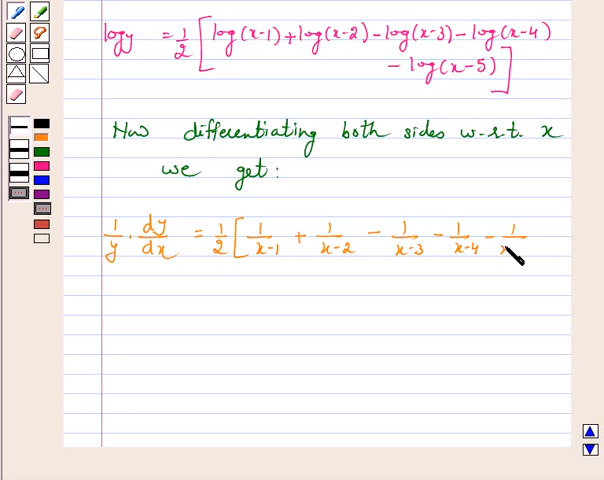 log y = 1/2 [log(x-1) + log(x-2) - log(x-3) - log(x-4)
- log(x-5)]
Now differentiating both sides w.r.t. x
we get:
1/y · dy/dx = 1/2 [1/(x-1) + 1/(x-2) - 1/(x-3) - 1/(x-4) - 1/(x